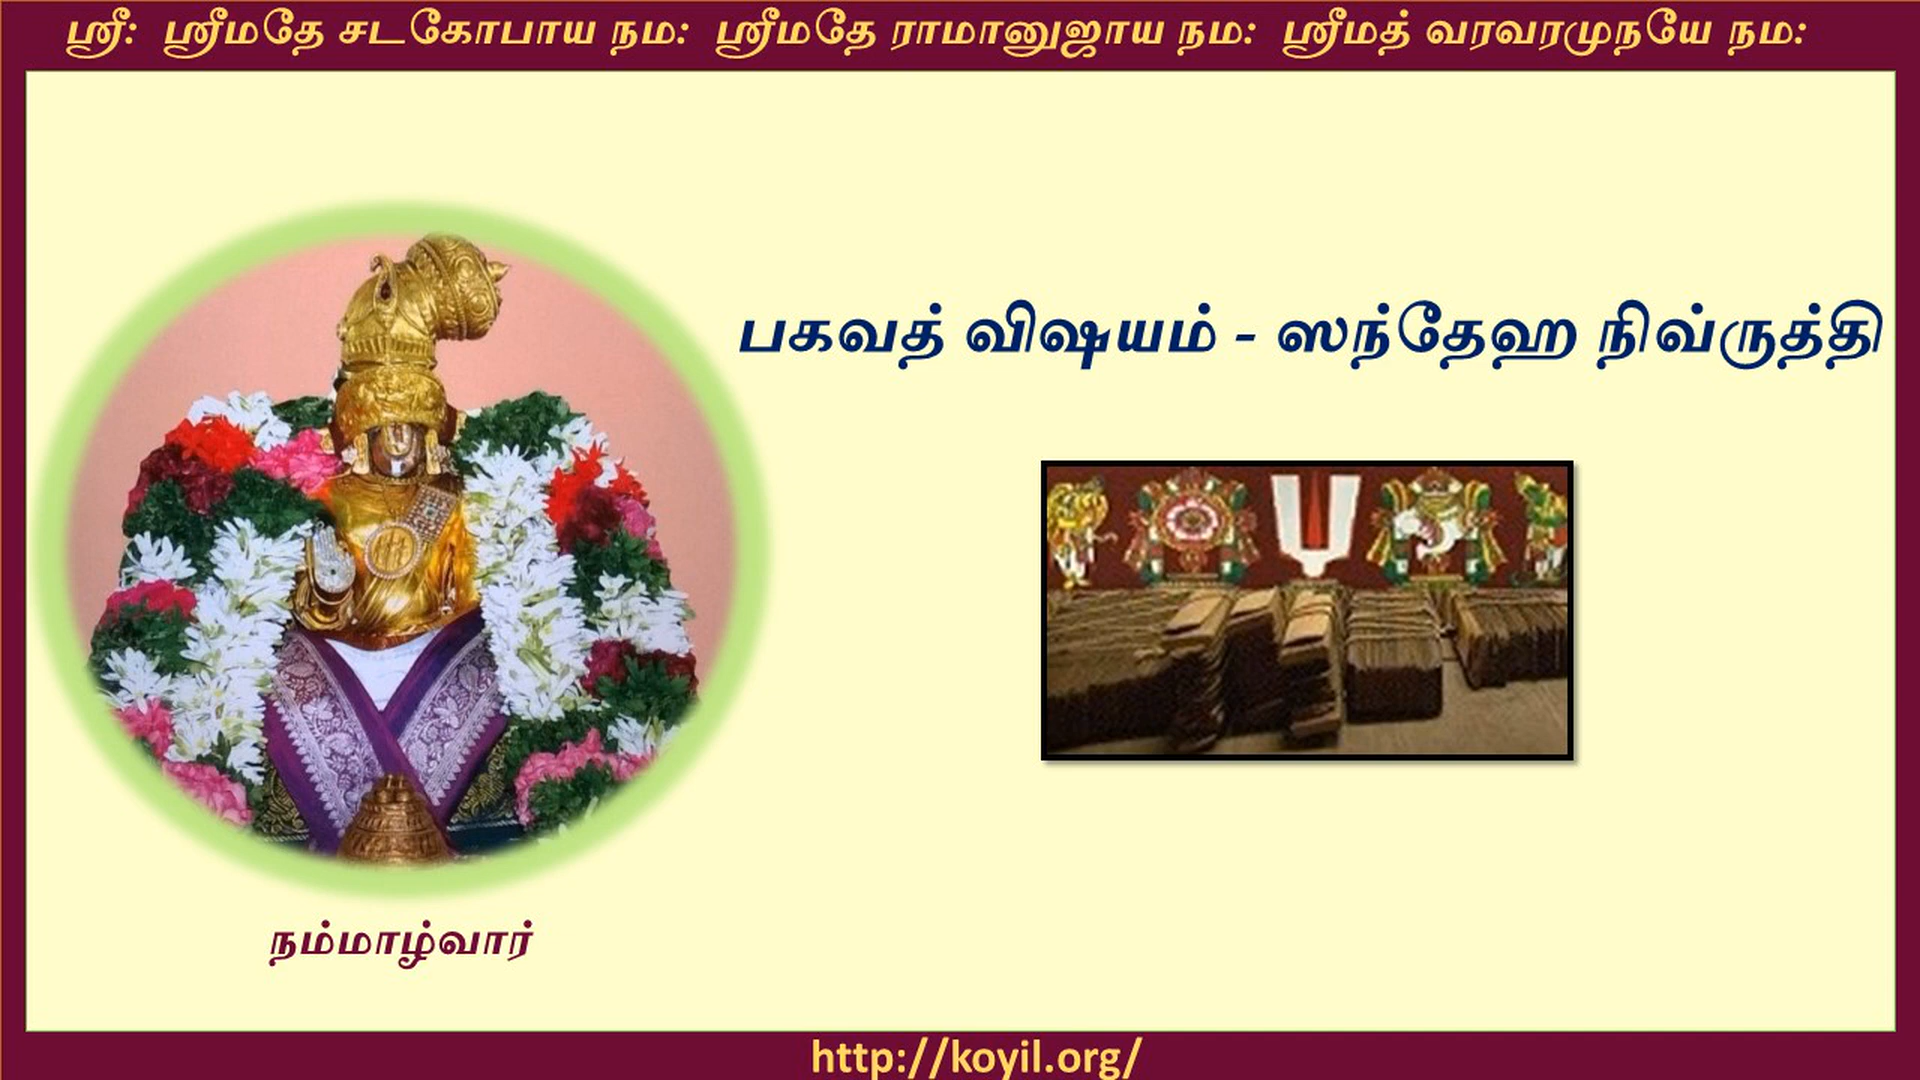 ஸ்ரீ: ஸ்ரீமதே சடகோபாய நம: ஸ்ரீமதே ராமானுஜாய நம: ஸ்ரீமத் வரவரமுநயே நம:
பகவத் விஷயம் - ஸந்தேஹ நிவ்ருத்தி
நம்மாழ்வார்
http://koyil.org/